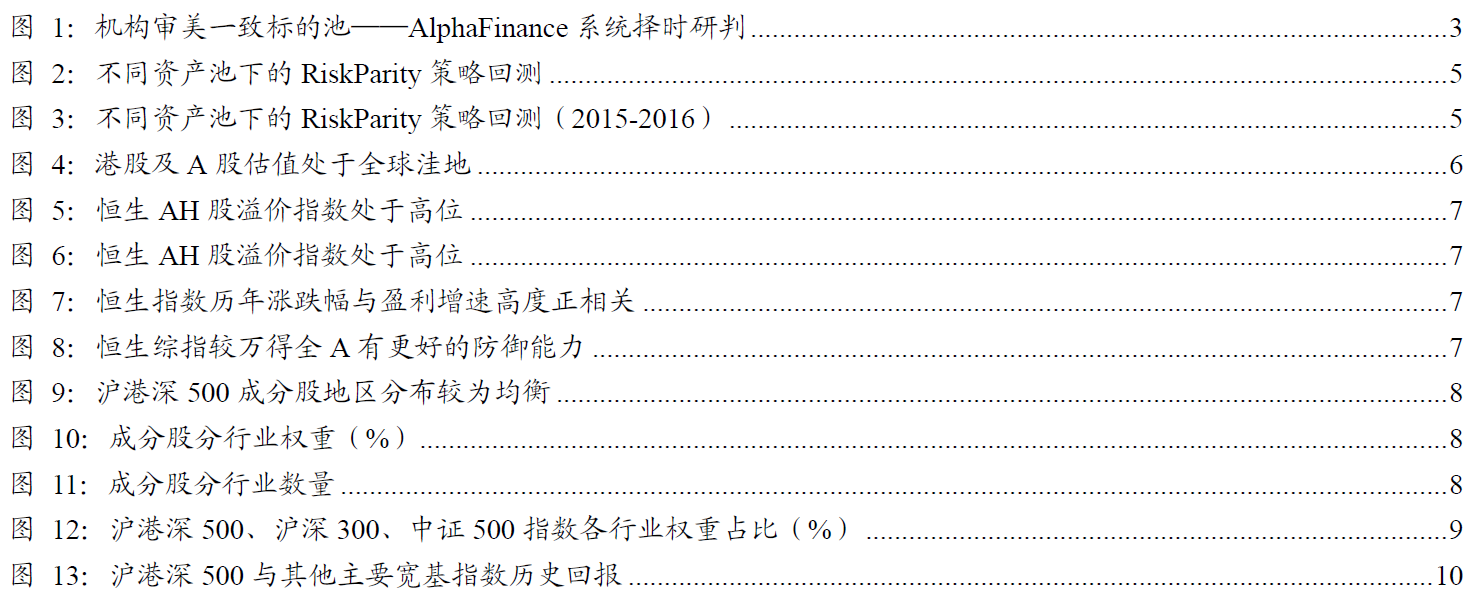 图 1：机构审美一致标的池——AlphaFinance 系统择时研判........................3
图 2：不同资产池下的 RiskParity 策略回测........................5
图 3：不同资产池下的 RiskParity 策略回测（2015-2016）........................5
图 4：港股及 A 股估值处于全球洼地........................6
图 5：恒生 AH 股溢价指数处于高位........................7
图 6：恒生 AH 股溢价指数处于高位........................7
图 7：恒生指数历年涨跌幅与盈利增速高度正相关........................7
图 8：恒生综指较万得全 A 有更好的防御能力........................7
图 9：沪港深 500 成分股地区分布较为均衡........................8
图 10：成分股分行业权重（%）........................8
图 11：成分股分行业数量........................8
图 12：沪港深 500、沪深 300、中证 500 指数各行业权重占比（%）........................9
图 13：沪港深 500 与其他主要宽基指数历史回报........................10